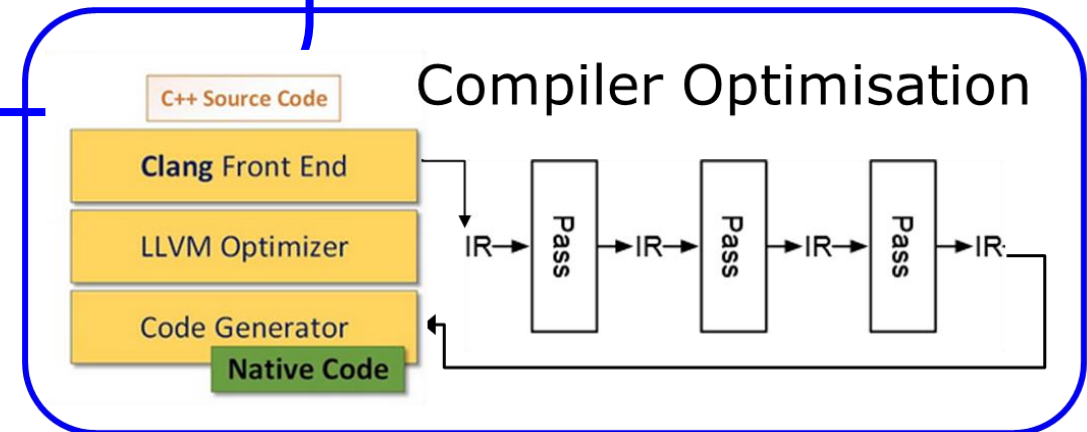 Compiler Optimisation
C++ Source Code
Clang Front End
LLVM Optimizer
Code Generator
Native Code
IR Pass IR Pass IR Pass IR